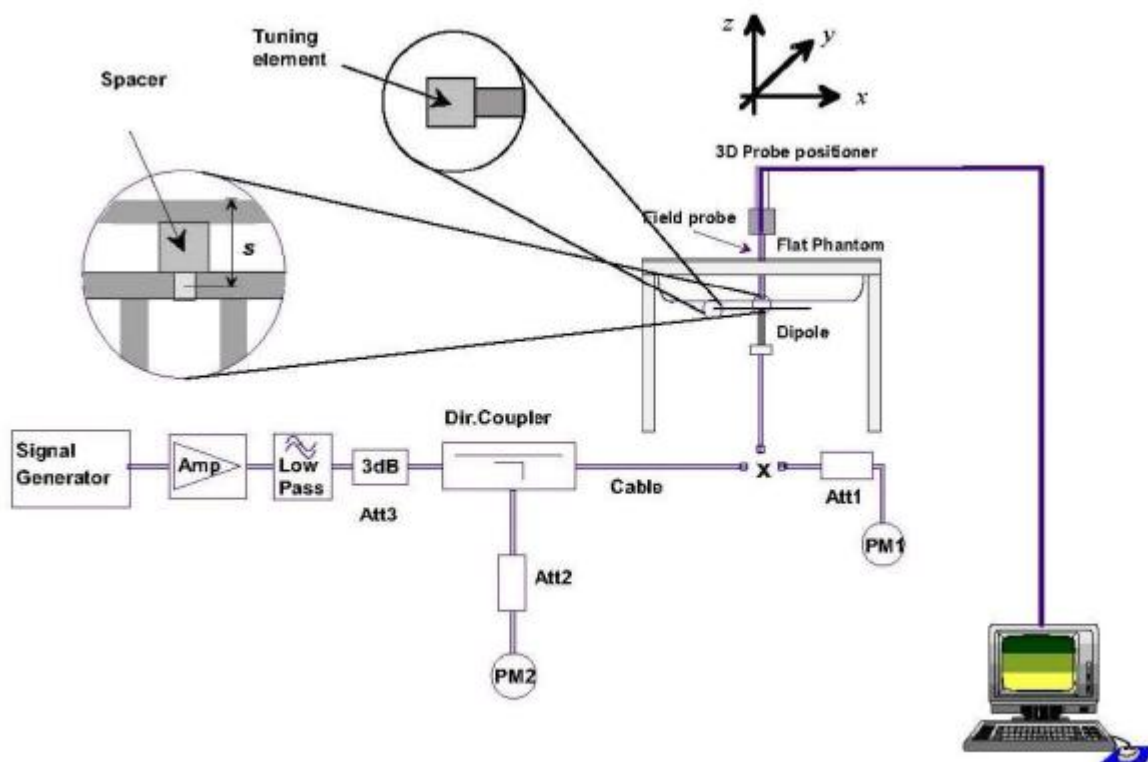 Tuning
element
Spacer
z
y
x
3D Probe positioner
Field probe
Flat Phantom
s
Dipole
Dir.Coupler
Signal
Generator
Amp
Low
Pass
3dB
Att3
Cable
x
Att1
PM1
Att2
PM2